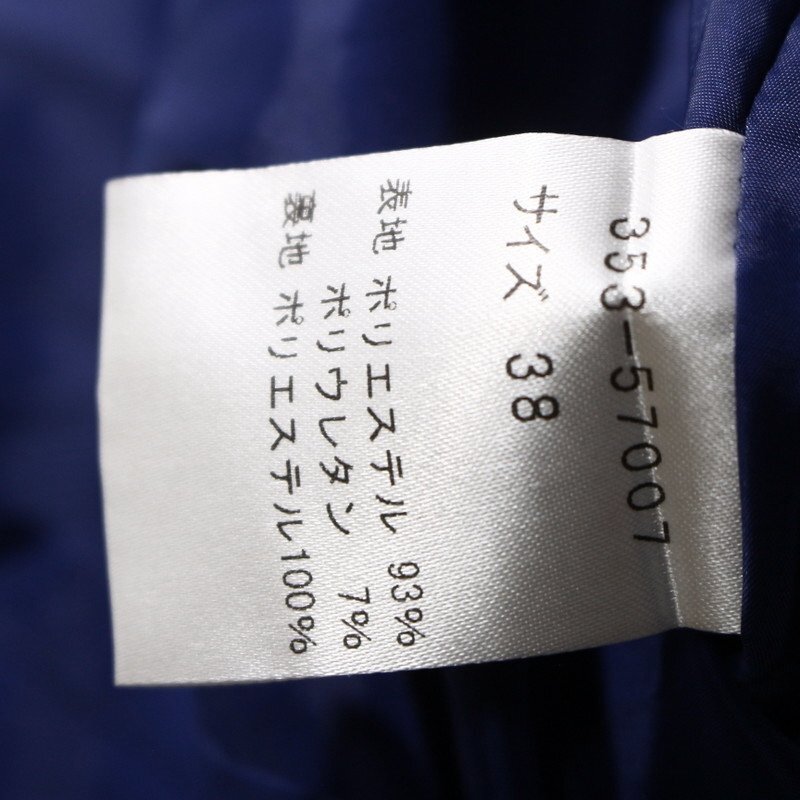 353-57007
サイズ 38
表地 ポリエステル 93%
ポリウレタン 7%
裏地 ポリエステル100%